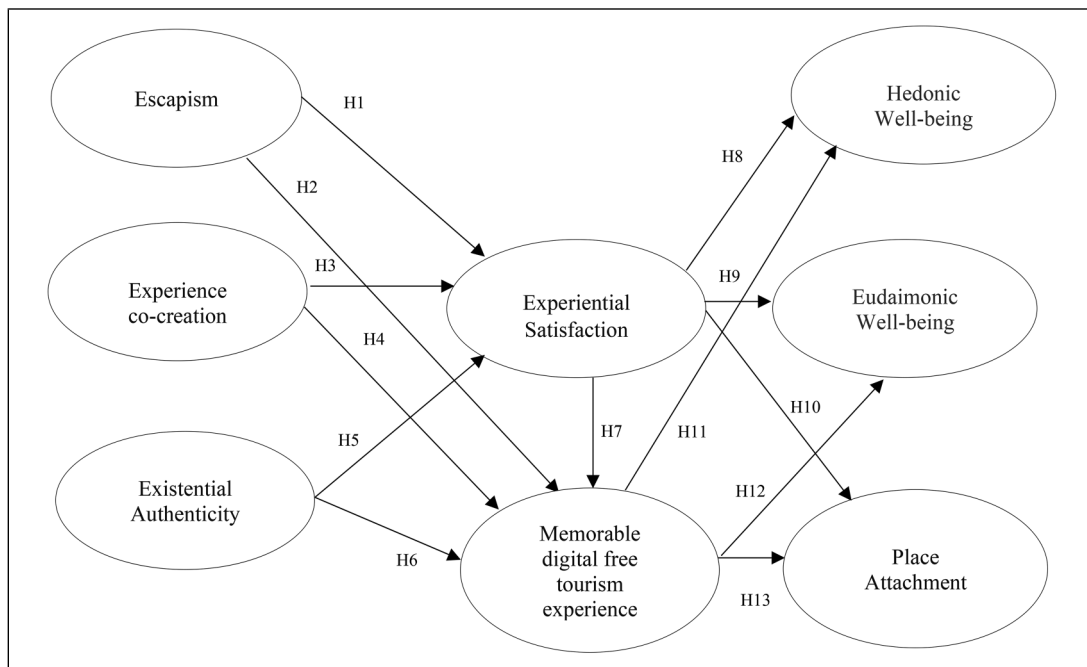 Escapism
H1
Hedonic
Well-being
H8
H2
Experience
co-creation
H3
Experiential
Satisfaction
H9
Eudaimonic
Well-being
H4
H10
H5
H7
H11
Existential
Authenticity
H6
Memorable
digital free
tourism
experience
H12
H13
Place
Attachment